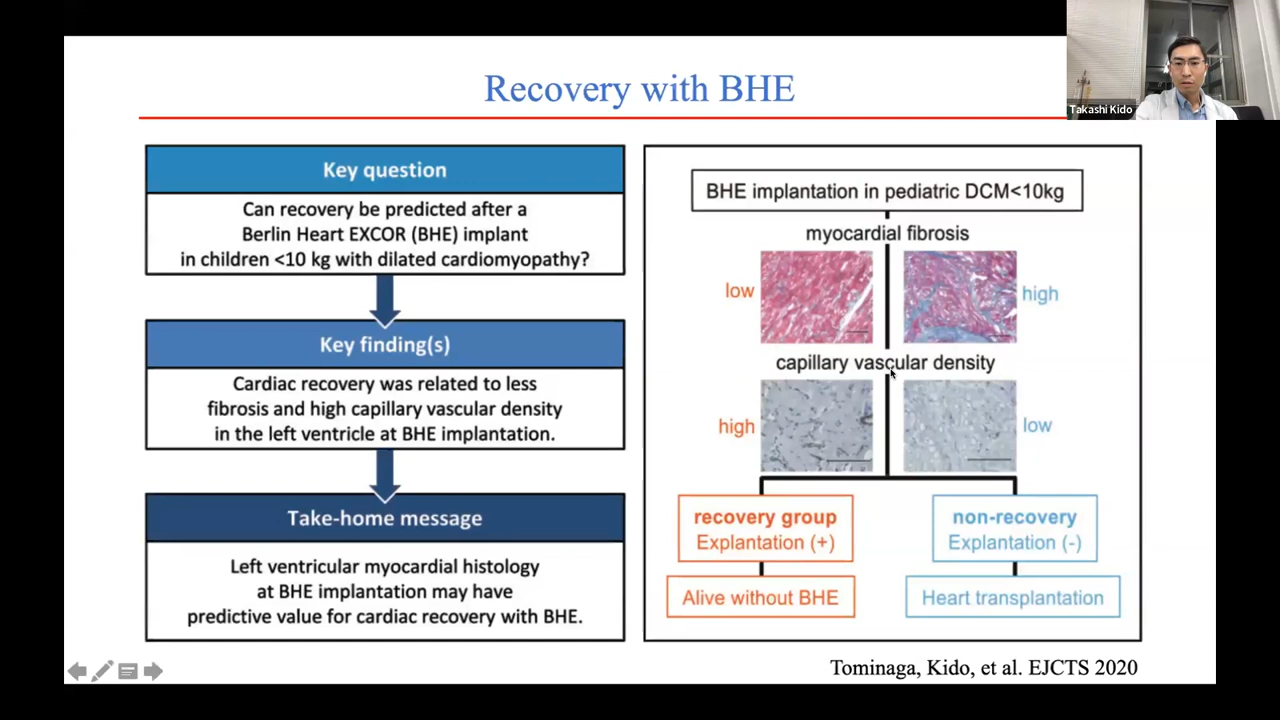 Recovery with BHE
Takashi Kido
Key question
Can recovery be predicted after a
Berlin Heart EXCOR (BHE) implant
in children <10 kg with dilated cardiomyopathy?
Key finding(s)
Cardiac recovery was related to less
fibrosis and high capillary vascular density
in the left ventricle at BHE implantation.
Take-home message
Left ventricular myocardial histology
at BHE implantation may have
predictive value for cardiac recovery with BHE.
BHE implantation in pediatric DCM<10kg
myocardial fibrosis
low
high
capillary vascular density
high
low
recovery group
Explantation (+)
non-recovery
Explantation (-)
Alive without BHE
Heart transplantation
Tominaga, Kido, et al. EJCTS 2020